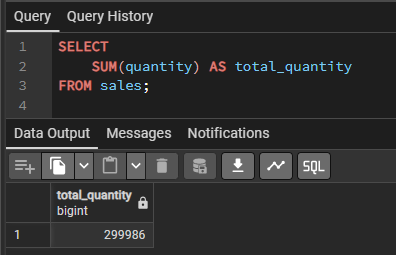 Query Query History
1 SELECT
2 SUM(quantity) AS total_quantity
3 FROM sales;
4
Data Output Messages Notifications
SQL
total_quantity
bigint
1 299986